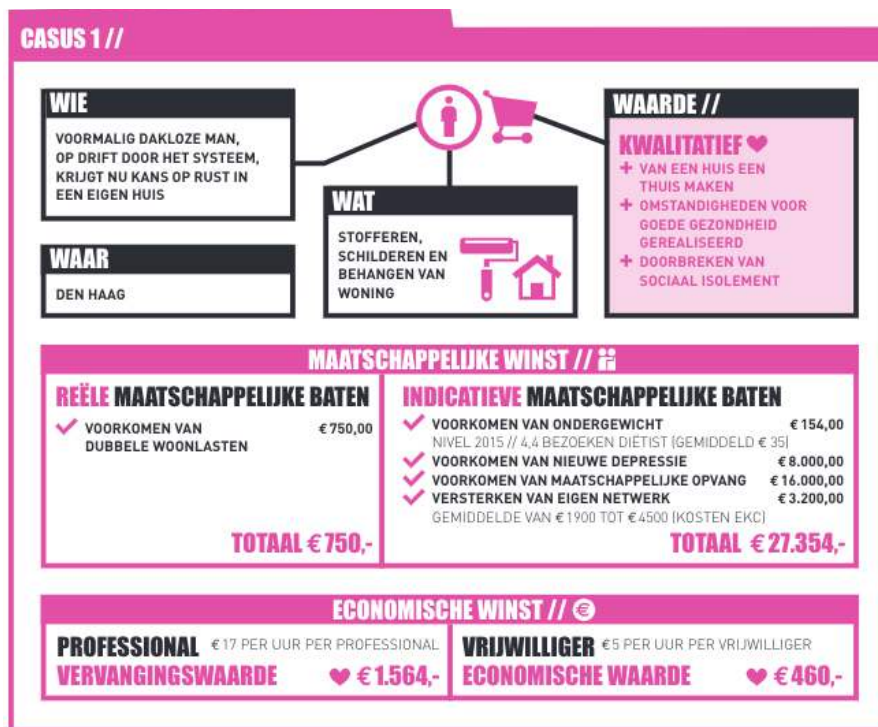 CASUS 1 //
WIE
VOORMALIG DAKLOZE MAN,
OP DRIFT DOOR HET SYSTEEM,
KRIJGT NU KANS OP RUST IN
EEN EIGEN HUIS
WAAR
DEN HAAG
WAT
STOFFEREN,
SCHILDEREN EN
BEHANGEN VAN
WONING
WAARDE //
KWALITATIEF
+ VAN EEN HUIS EEN
THUIS MAKEN
+ OMSTANDIGHEDEN VOOR
GOEDE GEZONDHEID
GEREALISEERD
+ DOORBREKEN VAN
SOCIAAL ISOLEMENT
MAATSCHAPPELIJKE WINST //
REËLE MAATSCHAPPELIJKE BATEN
VOORKOMEN VAN € 750,00
DUBBELE WOONLASTEN
TOTAAL € 750,-
INDICATIEVE MAATSCHAPPELIJKE BATEN
VOORKOMEN VAN ONDERGEWICHT € 154,00
NIVEL 2015 // 4,4 BEZOEKEN DIËTIST (GEMIDDELD € 35)
VOORKOMEN VAN NIEUWE DEPRESSIE € 8.000,00
VOORKOMEN VAN MAATSCHAPPELIJKE OPVANG € 16.000,00
VERSTERKEN VAN EIGEN NETWERK € 3.200,00
GEMIDDELDE VAN € 1900 TOT € 4500 (KOSTEN EKC)
TOTAAL € 27.354,-
ECONOMISCHE WINST // €
PROFESSIONAL € 17 PER UUR PER PROFESSIONAL
VERVANGINGSWAARDE € 1.564,-
VRIJWILLIGER €5 PER UUR PER VRIJWILLIGER
ECONOMISCHE WAARDE € 460,-